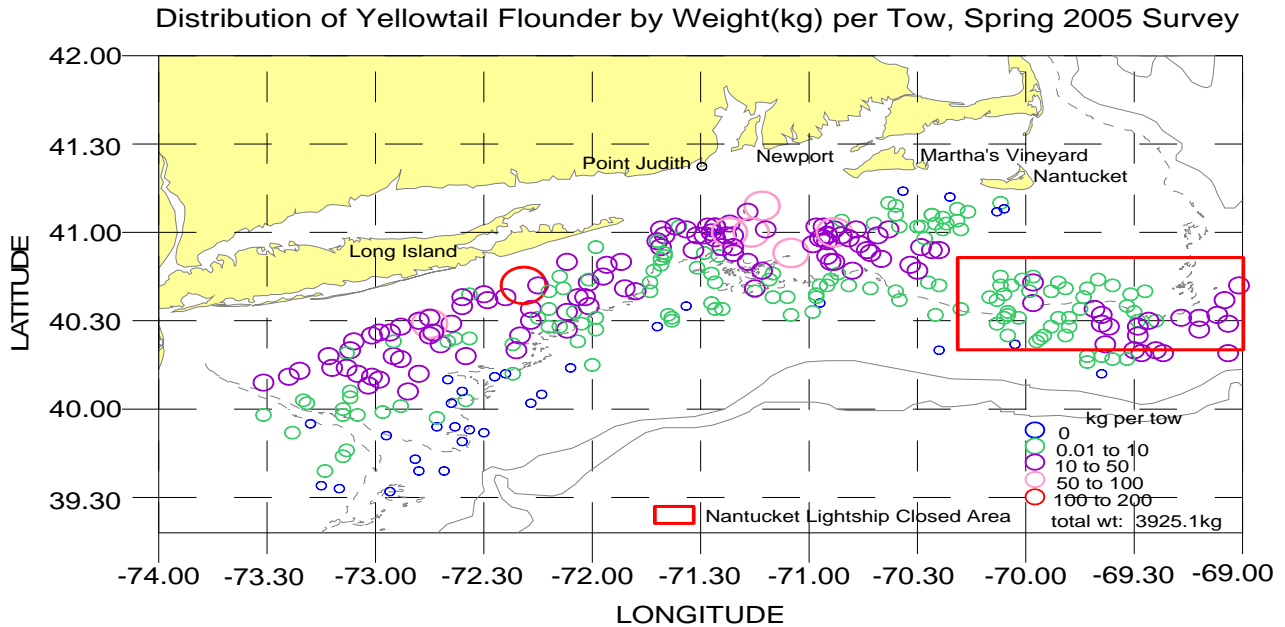 Distribution of Yellowtail Flounder by Weight(kg) per Tow, Spring 2005 Survey
42.00
41.30
41.00
40.30
40.00
39.30
LATITUDE
Point Judith
Newport
Martha's Vineyard
Nantucket
Long Island
kg per tow
0
0.01 to 10
10 to 50
50 to 100
100 to 200
total wt: 3925.1kg
Nantucket Lightship Closed Area
-74.00 -73.30 -73.00 -72.30 -72.00 -71.30 -71.00 -70.30 -70.00 -69.30 -69.00
LONGITUDE